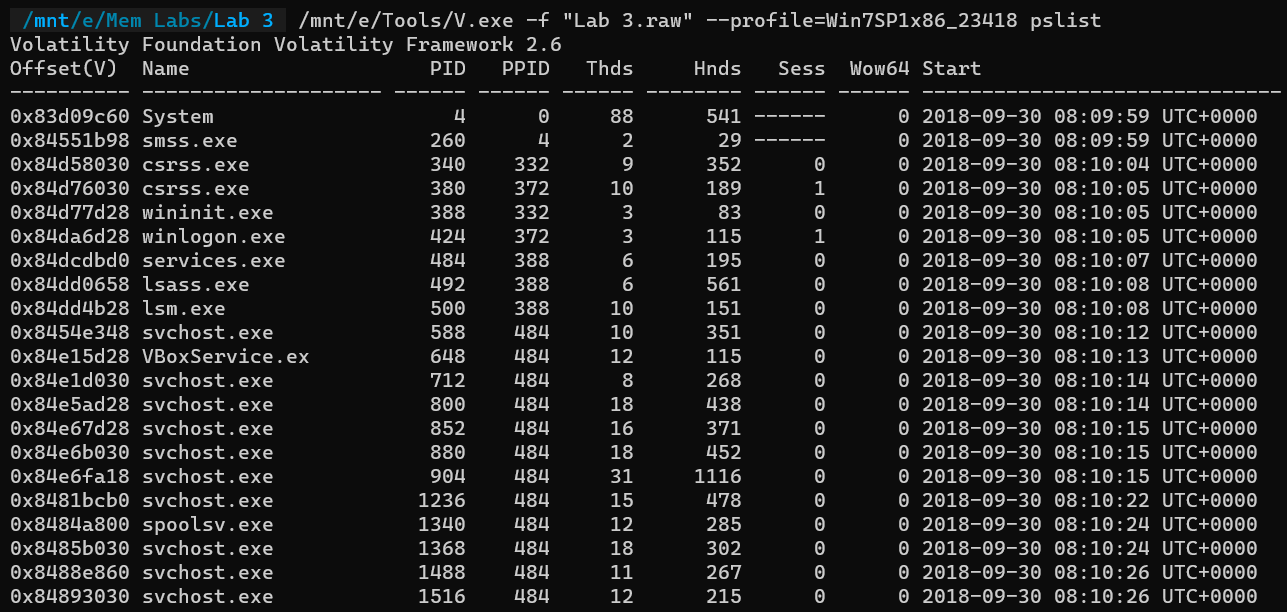 /mnt/e/Mem Labs/Lab 3 /mnt/e/Tools/V.exe -f "Lab 3.raw" --profile=Win7SP1x86_23418 pslist
Volatility Foundation Volatility Framework 2.6
Offset(V)  Name                    PID   PPID   Thds     Hnds   Sess  Wow64 Start
---------- -------------------- ------ ------ ------ -------- ------ ------ ------------------------------
0x83d09c60 System                    4      0     88      541 ------      0 2018-09-30 08:09:59 UTC+0000
0x84551b98 smss.exe                260      4      2       29 ------      0 2018-09-30 08:09:59 UTC+0000
0x84d58030 csrss.exe               340    332      9      352      0      0 2018-09-30 08:10:04 UTC+0000
0x84d76030 csrss.exe               380    372     10      189      1      0 2018-09-30 08:10:05 UTC+0000
0x84d77d28 wininit.exe             388    332      3       83      0      0 2018-09-30 08:10:05 UTC+0000
0x84da6d28 winlogon.exe            424    372      3      115      1      0 2018-09-30 08:10:05 UTC+0000
0x84dcdbd0 services.exe            484    388      6      195      0      0 2018-09-30 08:10:07 UTC+0000
0x84dd0658 lsass.exe               492    388      6      561      0      0 2018-09-30 08:10:08 UTC+0000
0x84dd4b28 lsm.exe                 500    388     10      151      0      0 2018-09-30 08:10:08 UTC+0000
0x8454e348 svchost.exe             588    484     10      351      0      0 2018-09-30 08:10:12 UTC+0000
0x84e15d28 VBoxService.ex          648    484     12      115      0      0 2018-09-30 08:10:13 UTC+0000
0x84e1d030 svchost.exe             712    484      8      268      0      0 2018-09-30 08:10:14 UTC+0000
0x84e5ad28 svchost.exe             800    484     18      438      0      0 2018-09-30 08:10:14 UTC+0000
0x84e67d28 svchost.exe             852    484     16      371      0      0 2018-09-30 08:10:15 UTC+0000
0x84e6b030 svchost.exe             880    484     18      452      0      0 2018-09-30 08:10:15 UTC+0000
0x84e6fa18 svchost.exe             904    484     31     1116      0      0 2018-09-30 08:10:15 UTC+0000
0x8481bcb0 svchost.exe            1236    484     15      478      0      0 2018-09-30 08:10:22 UTC+0000
0x8484a800 spoolsv.exe            1340    484     12      285      0      0 2018-09-30 08:10:24 UTC+0000
0x8485b030 svchost.exe            1368    484     18      302      0      0 2018-09-30 08:10:24 UTC+0000
0x8488e860 svchost.exe            1488    484     11      267      0      0 2018-09-30 08:10:26 UTC+0000
0x84893030 svchost.exe            1516    484     12      215      0      0 2018-09-30 08:10:26 UTC+0000